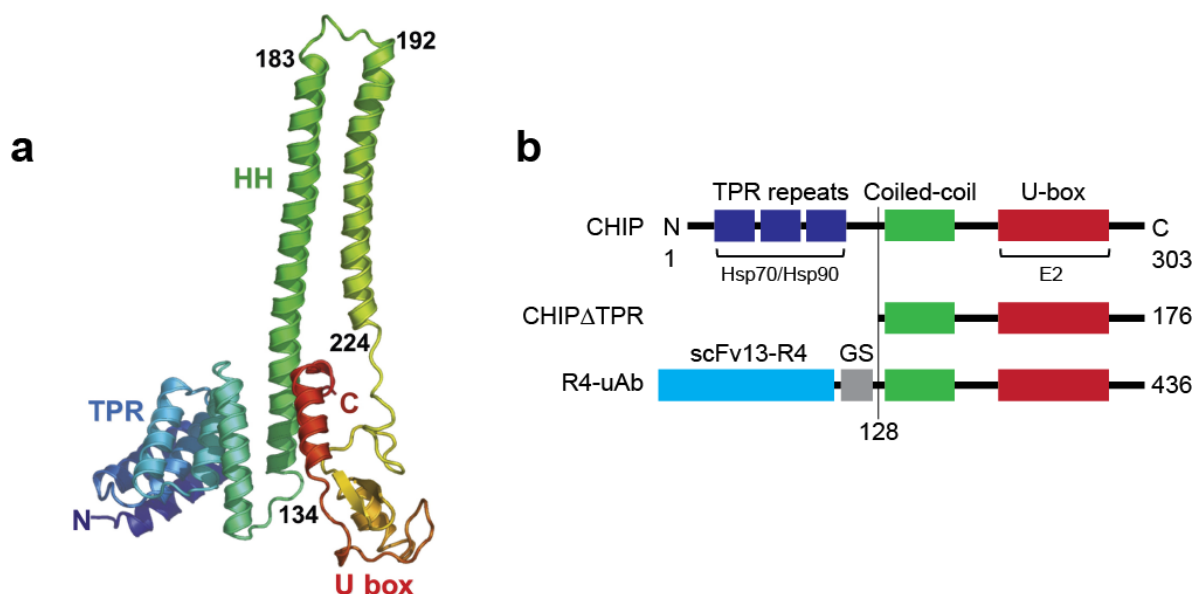 a
183
192
HH
224
TPR
C
N
134
U box
b
TPR repeats Coiled-coil U-box
CHIP N C
1 Hsp70/Hsp90 E2 303
CHIPΔTPR 176
scFv13-R4 GS
R4-uAb 436
128